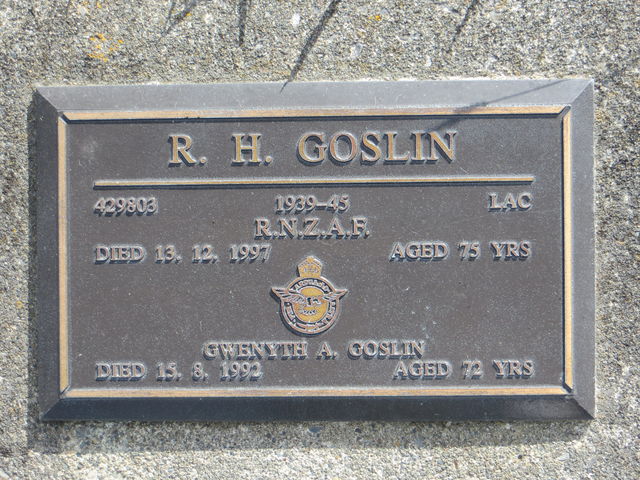 R. H. GOSLIN
429803 1939–45 LAC
R.N.Z.A.F.
DIED 13. 12. 1997 AGED 75 YRS
GWENYTH A. GOSLIN
DIED 15. 8. 1992 AGED 72 YRS